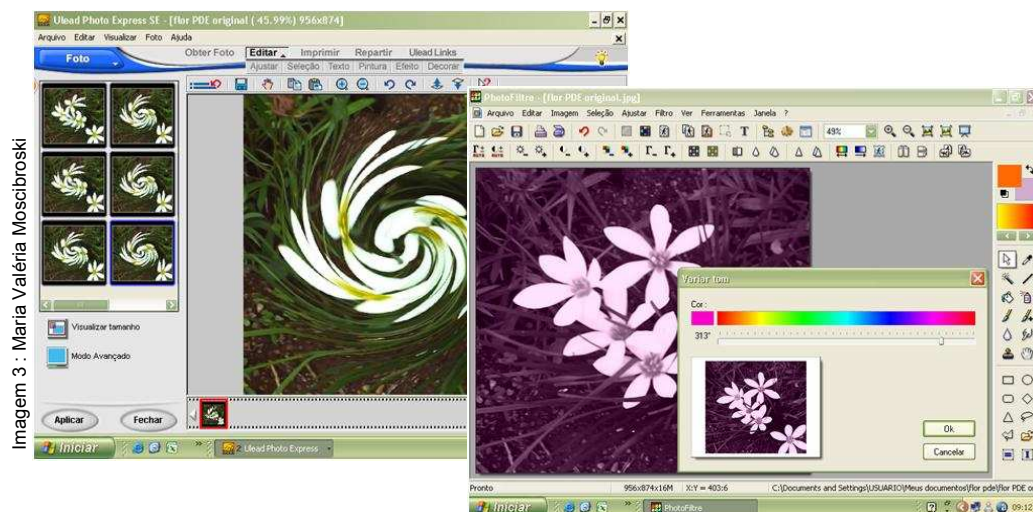 Imagem 3 : Maria Valéria Moscibroski
Ulead Photo Express SE - [flor PDE original ( 45.99%) 956x874]
Arquivo Editar Visualizar Foto Ajuda
Foto
Obter Foto Editar Imprimir Repartir Ulead Links
Ajustar Seleção Texto Pintura Efeito Decorar
Visualizar tamanho
Modo Avançado
Aplicar Fechar
Iniciar 2 Ulead Photo Express
PhotoFiltre - [flor PDE original.jpg]
Arquivo Editar Imagem Seleção Ajustar Filtro Ver Ferramentas Janela ?
49%
Variar tom
Cor:
313°
Ok
Cancelar
Pronto 956x874x16M X:Y = 403:6 C:\Documents and Settings\USUARIO\Meus documentos\flor pde\flor PDE or
Iniciar PhotoFiltre 09:12